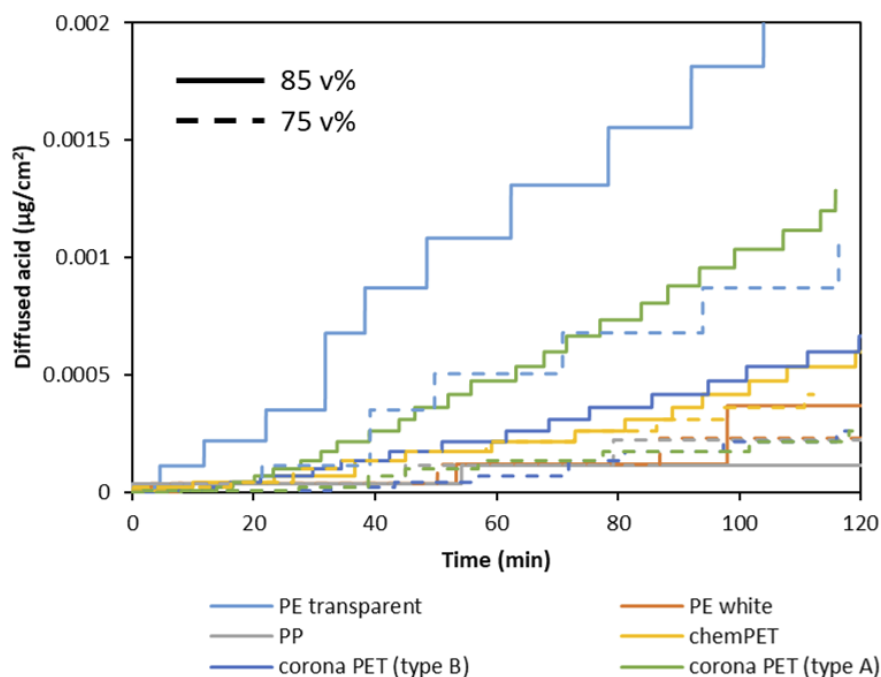 0.002
0.0015
0.001
0.0005
0
Diffused acid (µg/cm²)
85 v%
75 v%
0 20 40 60 80 100 120
Time (min)
PE transparent PE white
PP chemPET
corona PET (type B) corona PET (type A)